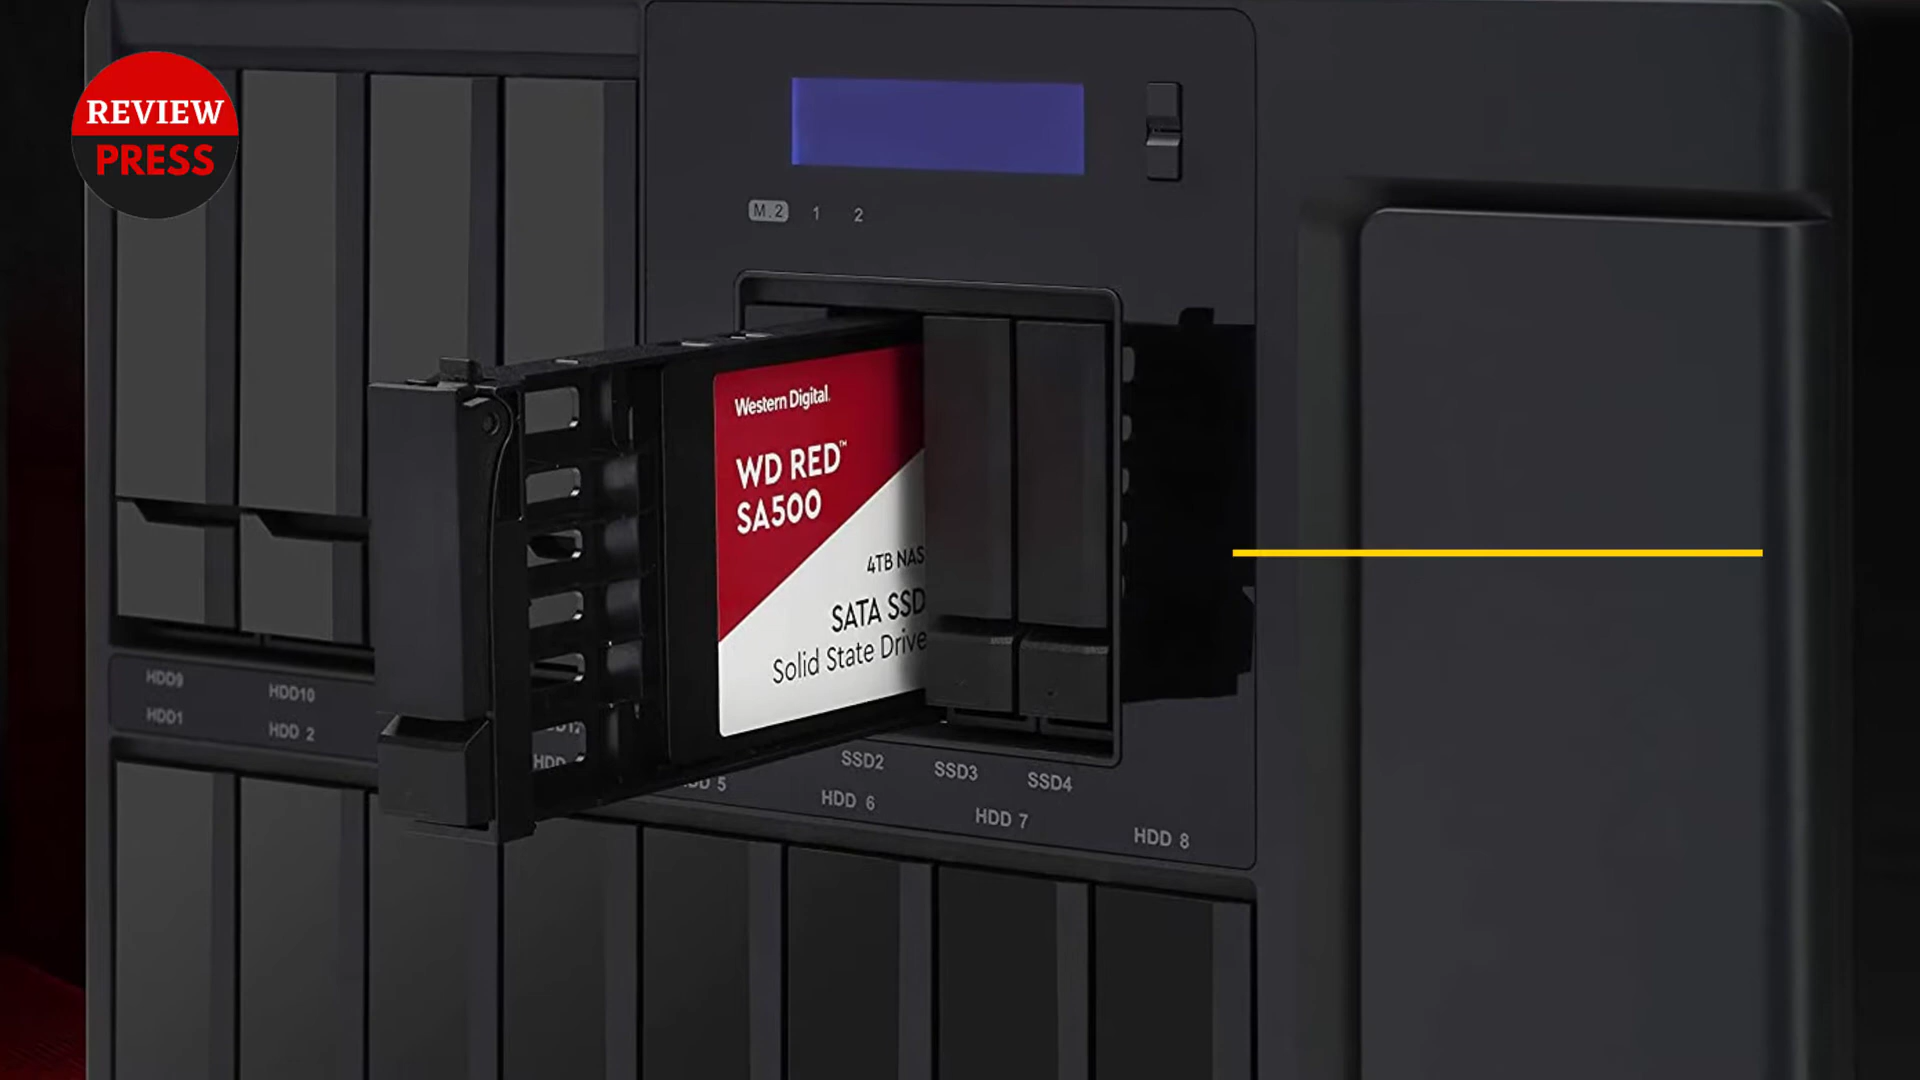 REVIEW
PRESS
M.2 1 2
Western Digital.
WD RED™
SA500
4TB NAS
SATA SSD
Solid State Drive
HDD9
HDD10
HDD1
HDD 2
SSD2
SSD3
SSD4
HDD 6
HDD 7
HDD 8